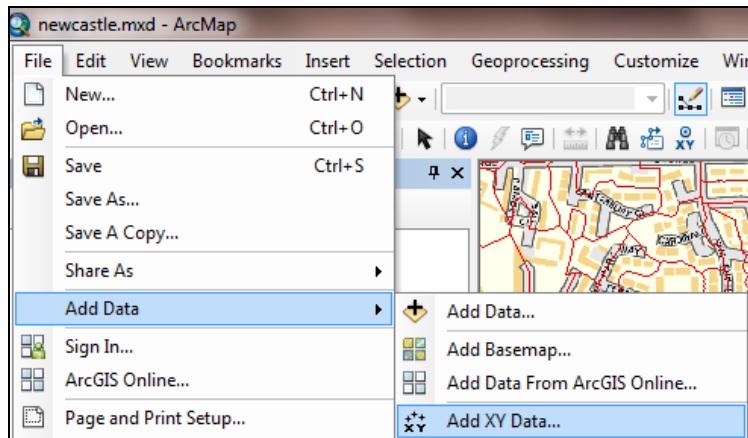 newcastle.mxd - ArcMap
File Edit View Bookmarks Insert Selection Geoprocessing Customize
New... Ctrl+N
Open... Ctrl+O
XY
Save Ctrl+S
Save As...
Save A Copy...
Share As
Add Data
Add Data...
Sign In...
Add Basemap...
ArcGIS Online...
Add Data From ArcGIS Online...
Page and Print Setup...
XY Add XY Data...